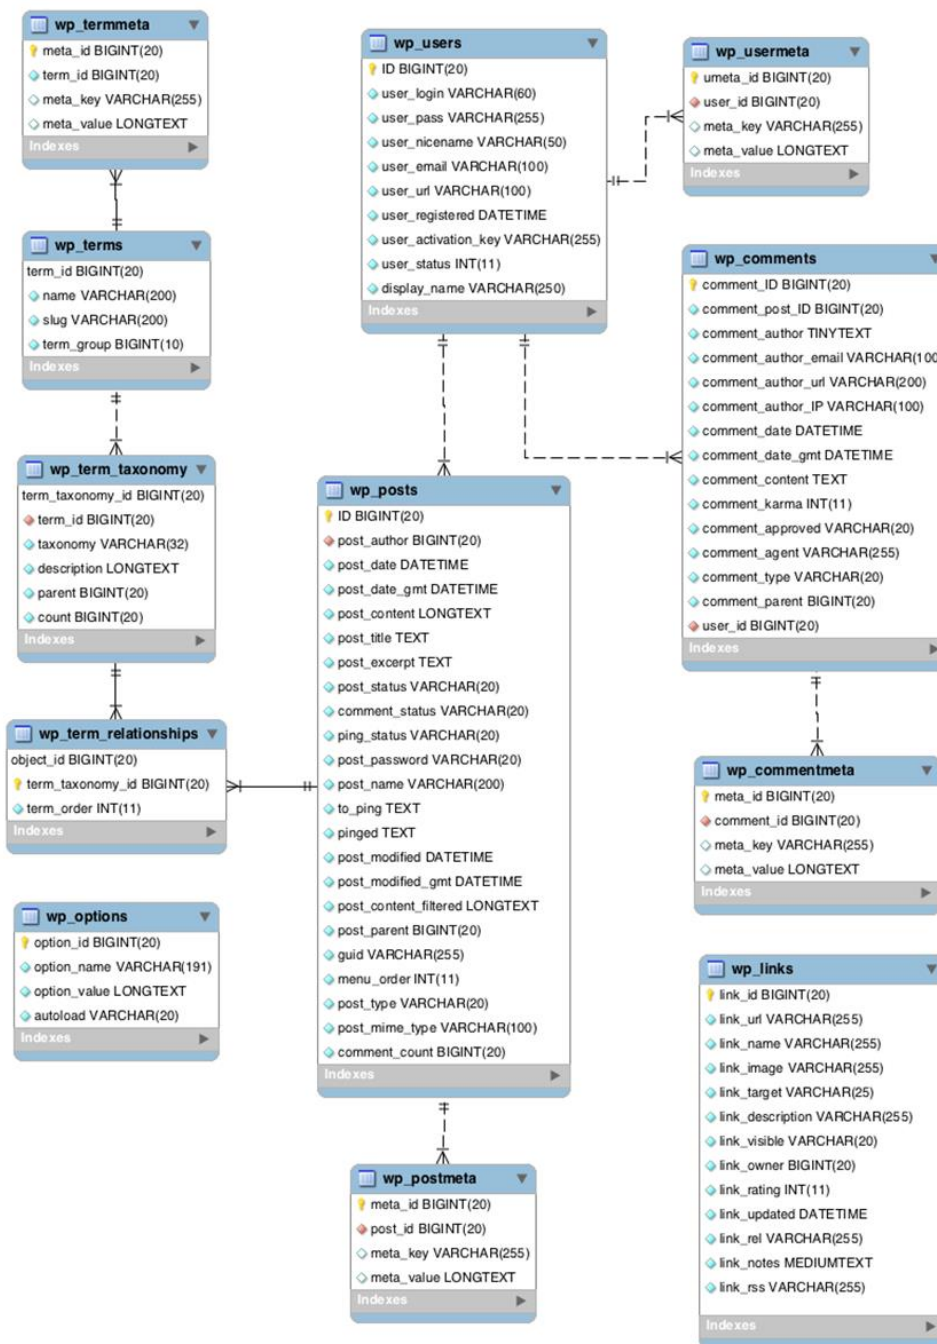 wp_termmeta
meta_id BIGINT(20)
term_id BIGINT(20)
meta_key VARCHAR(255)
meta_value LONGTEXT
Indexes
wp_terms
term_id BIGINT(20)
name VARCHAR(200)
slug VARCHAR(200)
term_group BIGINT(10)
Indexes
wp_term_taxonomy
term_taxonomy_id BIGINT(20)
term_id BIGINT(20)
taxonomy VARCHAR(32)
description LONGTEXT
parent BIGINT(20)
count BIGINT(20)
Indexes
wp_term_relationships
object_id BIGINT(20)
term_taxonomy_id BIGINT(20)
term_order INT(11)
Indexes
wp_options
option_id BIGINT(20)
option_name VARCHAR(191)
option_value LONGTEXT
autoload VARCHAR(20)
Indexes
wp_users
ID BIGINT(20)
user_login VARCHAR(60)
user_pass VARCHAR(255)
user_nicename VARCHAR(50)
user_email VARCHAR(100)
user_url VARCHAR(100)
user_registered DATETIME
user_activation_key VARCHAR(255)
user_status INT(11)
display_name VARCHAR(250)
Indexes
wp_posts
ID BIGINT(20)
post_author BIGINT(20)
post_date DATETIME
post_date_gmt DATETIME
post_content LONGTEXT
post_title TEXT
post_excerpt TEXT
post_status VARCHAR(20)
comment_status VARCHAR(20)
ping_status VARCHAR(20)
post_password VARCHAR(20)
post_name VARCHAR(200)
to_ping TEXT
pinged TEXT
post_modified DATETIME
post_modified_gmt DATETIME
post_content_filtered LONGTEXT
post_parent BIGINT(20)
guid VARCHAR(255)
menu_order INT(11)
post_type VARCHAR(20)
post_mime_type VARCHAR(100)
comment_count BIGINT(20)
Indexes
wp_postmeta
meta_id BIGINT(20)
post_id BIGINT(20)
meta_key VARCHAR(255)
meta_value LONGTEXT
Indexes
wp_usermeta
umeta_id BIGINT(20)
user_id BIGINT(20)
meta_key VARCHAR(255)
meta_value LONGTEXT
Indexes
wp_comments
comment_ID BIGINT(20)
comment_post_ID BIGINT(20)
comment_author TINYTEXT
comment_author_email VARCHAR(100
comment_author_url VARCHAR(200)
comment_author_IP VARCHAR(100)
comment_date DATETIME
comment_date_gmt DATETIME
comment_content TEXT
comment_karma INT(11)
comment_approved VARCHAR(20)
comment_agent VARCHAR(255)
comment_type VARCHAR(20)
comment_parent BIGINT(20)
user_id BIGINT(20)
Indexes
wp_commentmeta
meta_id BIGINT(20)
comment_id BIGINT(20)
meta_key VARCHAR(255)
meta_value LONGTEXT
Indexes
wp_links
link_id BIGINT(20)
link_url VARCHAR(255)
link_name VARCHAR(255)
link_image VARCHAR(255)
link_target VARCHAR(25)
link_description VARCHAR(255)
link_visible VARCHAR(20)
link_owner BIGINT(20)
link_rating INT(11)
link_updated DATETIME
link_rel VARCHAR(255)
link_notes MEDIUMTEXT
link_rss VARCHAR(255)
Indexes